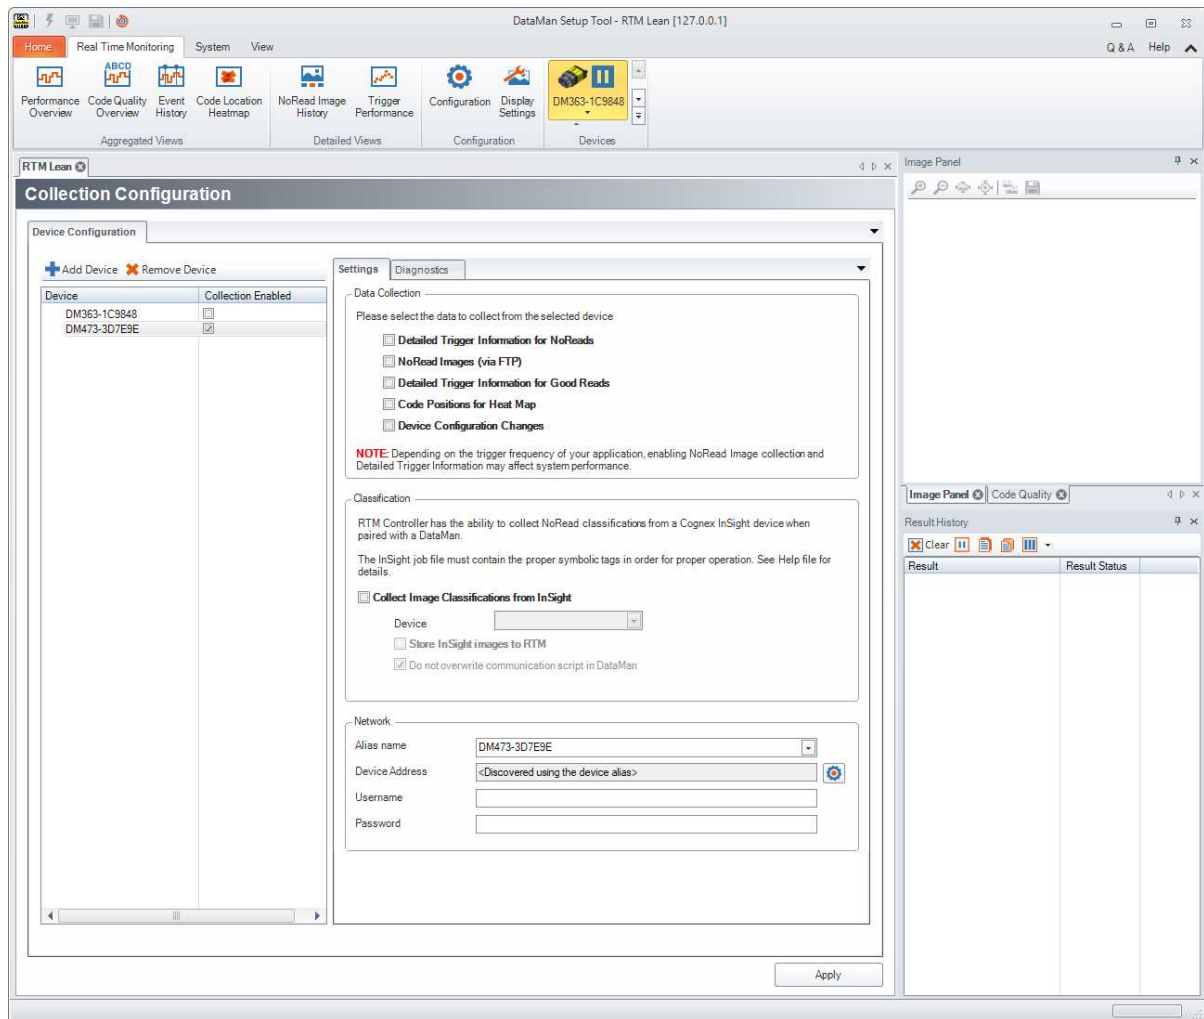 DataMan Setup Tool - RTM Lean [127.0.0.1]
Home Real Time Monitoring System View Q & A Help
Performance Overview
ABCD
Code Quality Overview
Event History
Code Location Heatmap
NoRead Image History
Trigger Performance
Configuration
Display Settings
DM363-1C9848
Aggregated Views Detailed Views Configuration Devices
RTM Lean
Collection Configuration
Device Configuration
Add Device Remove Device
Device Collection Enabled
DM363-1C9848
DM473-3D7E9E
Settings Diagnostics
Data Collection
Please select the data to collect from the selected device
Detailed Trigger Information for NoReads
NoRead Images (via FTP)
Detailed Trigger Information for Good Reads
Code Positions for Heat Map
Device Configuration Changes
NOTE: Depending on the trigger frequency of your application, enabling NoRead Image collection and
Detailed Trigger Information may affect system performance.
Classification
RTM Controller has the ability to collect NoRead classifications from a Cognex InSight device when
paired with a DataMan.
The InSight job file must contain the proper symbolic tags in order for proper operation. See Help file for
details.
Collect Image Classifications from InSight
Device
Store InSight images to RTM
Do not overwrite communication script in DataMan
Network
Alias name DM473-3D7E9E
Device Address <Discovered using the device alias>
Username
Password
Apply
Image Panel
Image Panel Code Quality
Result History
Clear
Result Result Status